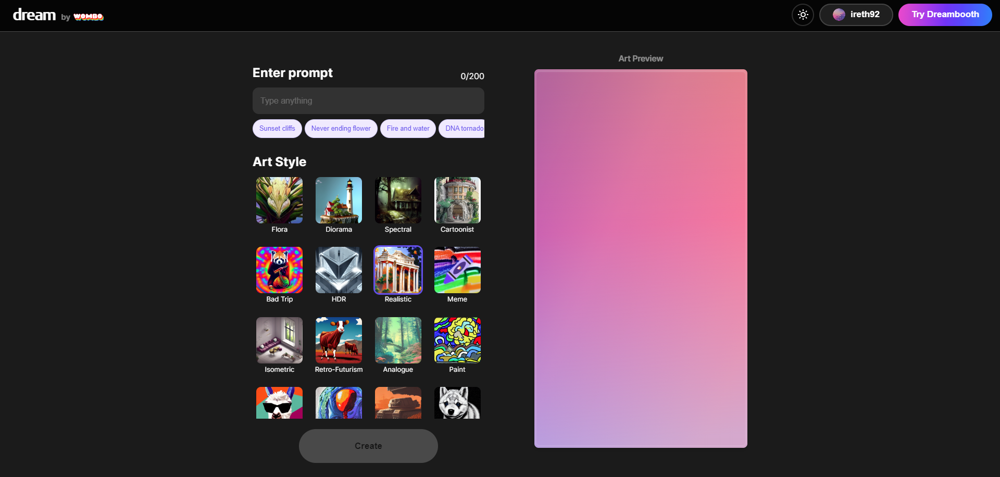 dream by WOMBO
ireth92
Try Dreambooth
Enter prompt
0/200
Type anything
Sunset cliffs
Never ending flower
Fire and water
DNA tornado
Art Style
Flora
Diorama
Spectral
Cartoonist
Bad Trip
HDR
Realistic
Meme
Isometric
Retro-Futurism
Analogue
Paint
Create
Art Preview